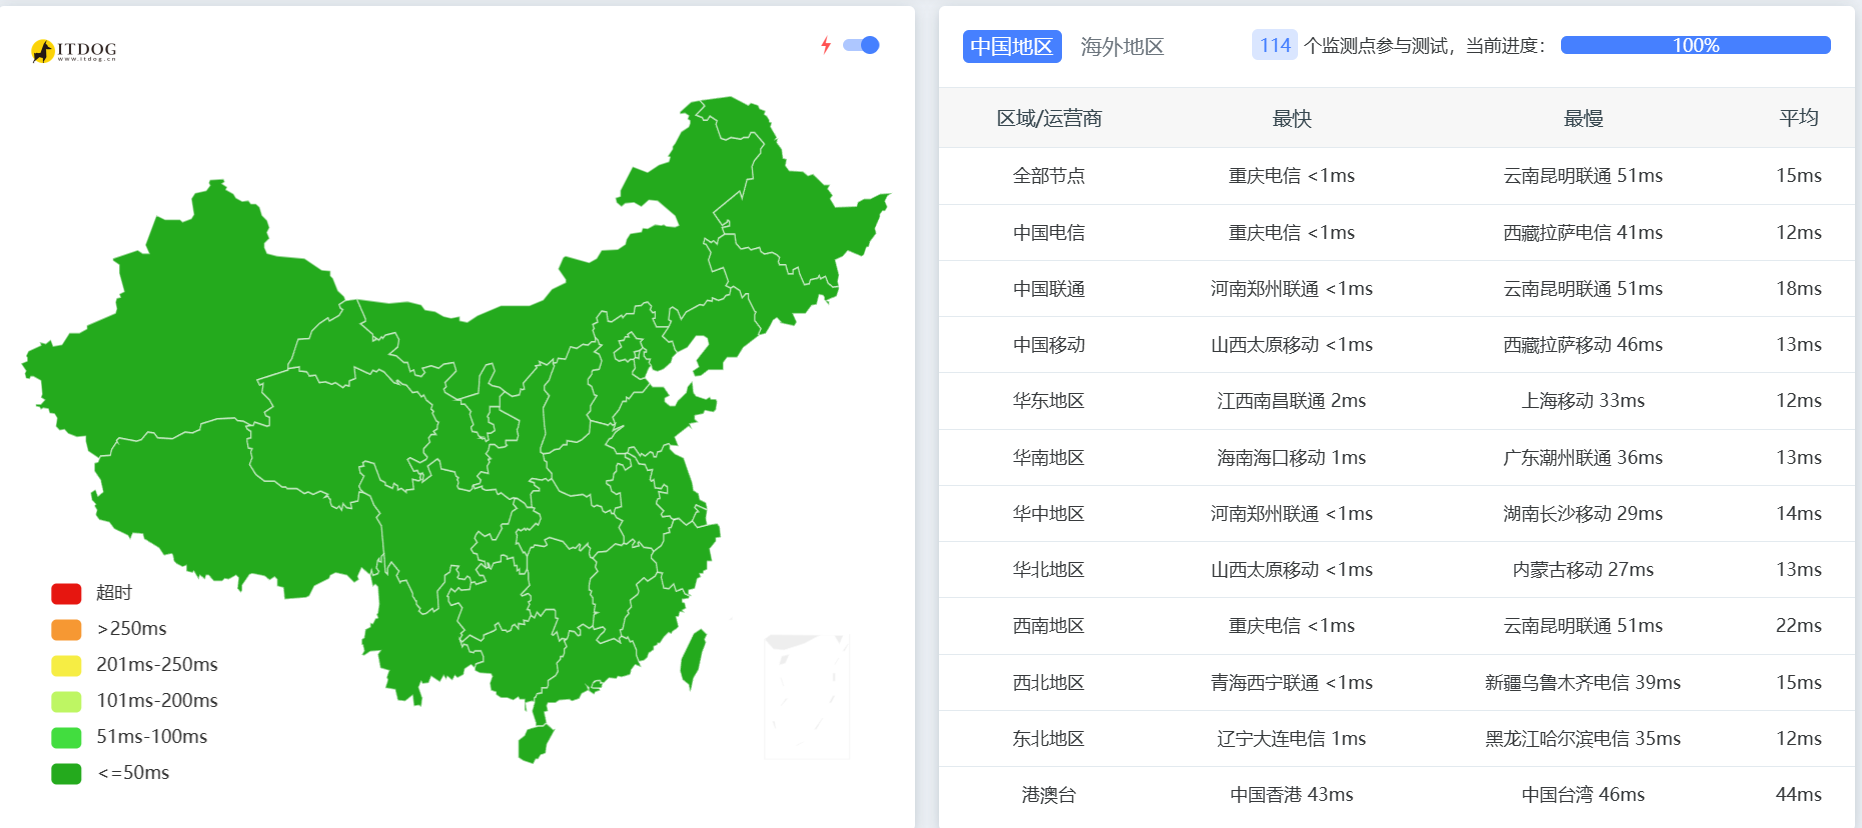 ITDOG
www.itdog.cn
超时
>250ms
201ms-250ms
101ms-200ms
51ms-100ms
<=50ms
中国地区 海外地区 114 个监测点参与测试，当前进度： 100%
区域/运营商 最快 最慢 平均
全部节点 重庆电信 <1ms 云南昆明联通 51ms 15ms
中国电信 重庆电信 <1ms 西藏拉萨电信 41ms 12ms
中国联通 河南郑州联通 <1ms 云南昆明联通 51ms 18ms
中国移动 山西太原移动 <1ms 西藏拉萨移动 46ms 13ms
华东地区 江西南昌联通 2ms 上海移动 33ms 12ms
华南地区 海南海口移动 1ms 广东潮州联通 36ms 13ms
华中地区 河南郑州联通 <1ms 湖南长沙移动 29ms 14ms
华北地区 山西太原移动 <1ms 内蒙古移动 27ms 13ms
西南地区 重庆电信 <1ms 云南昆明联通 51ms 22ms
西北地区 青海西宁联通 <1ms 新疆乌鲁木齐电信 39ms 15ms
东北地区 辽宁大连电信 1ms 黑龙江哈尔滨电信 35ms 12ms
港澳台 中国香港 43ms 中国台湾 46ms 44ms